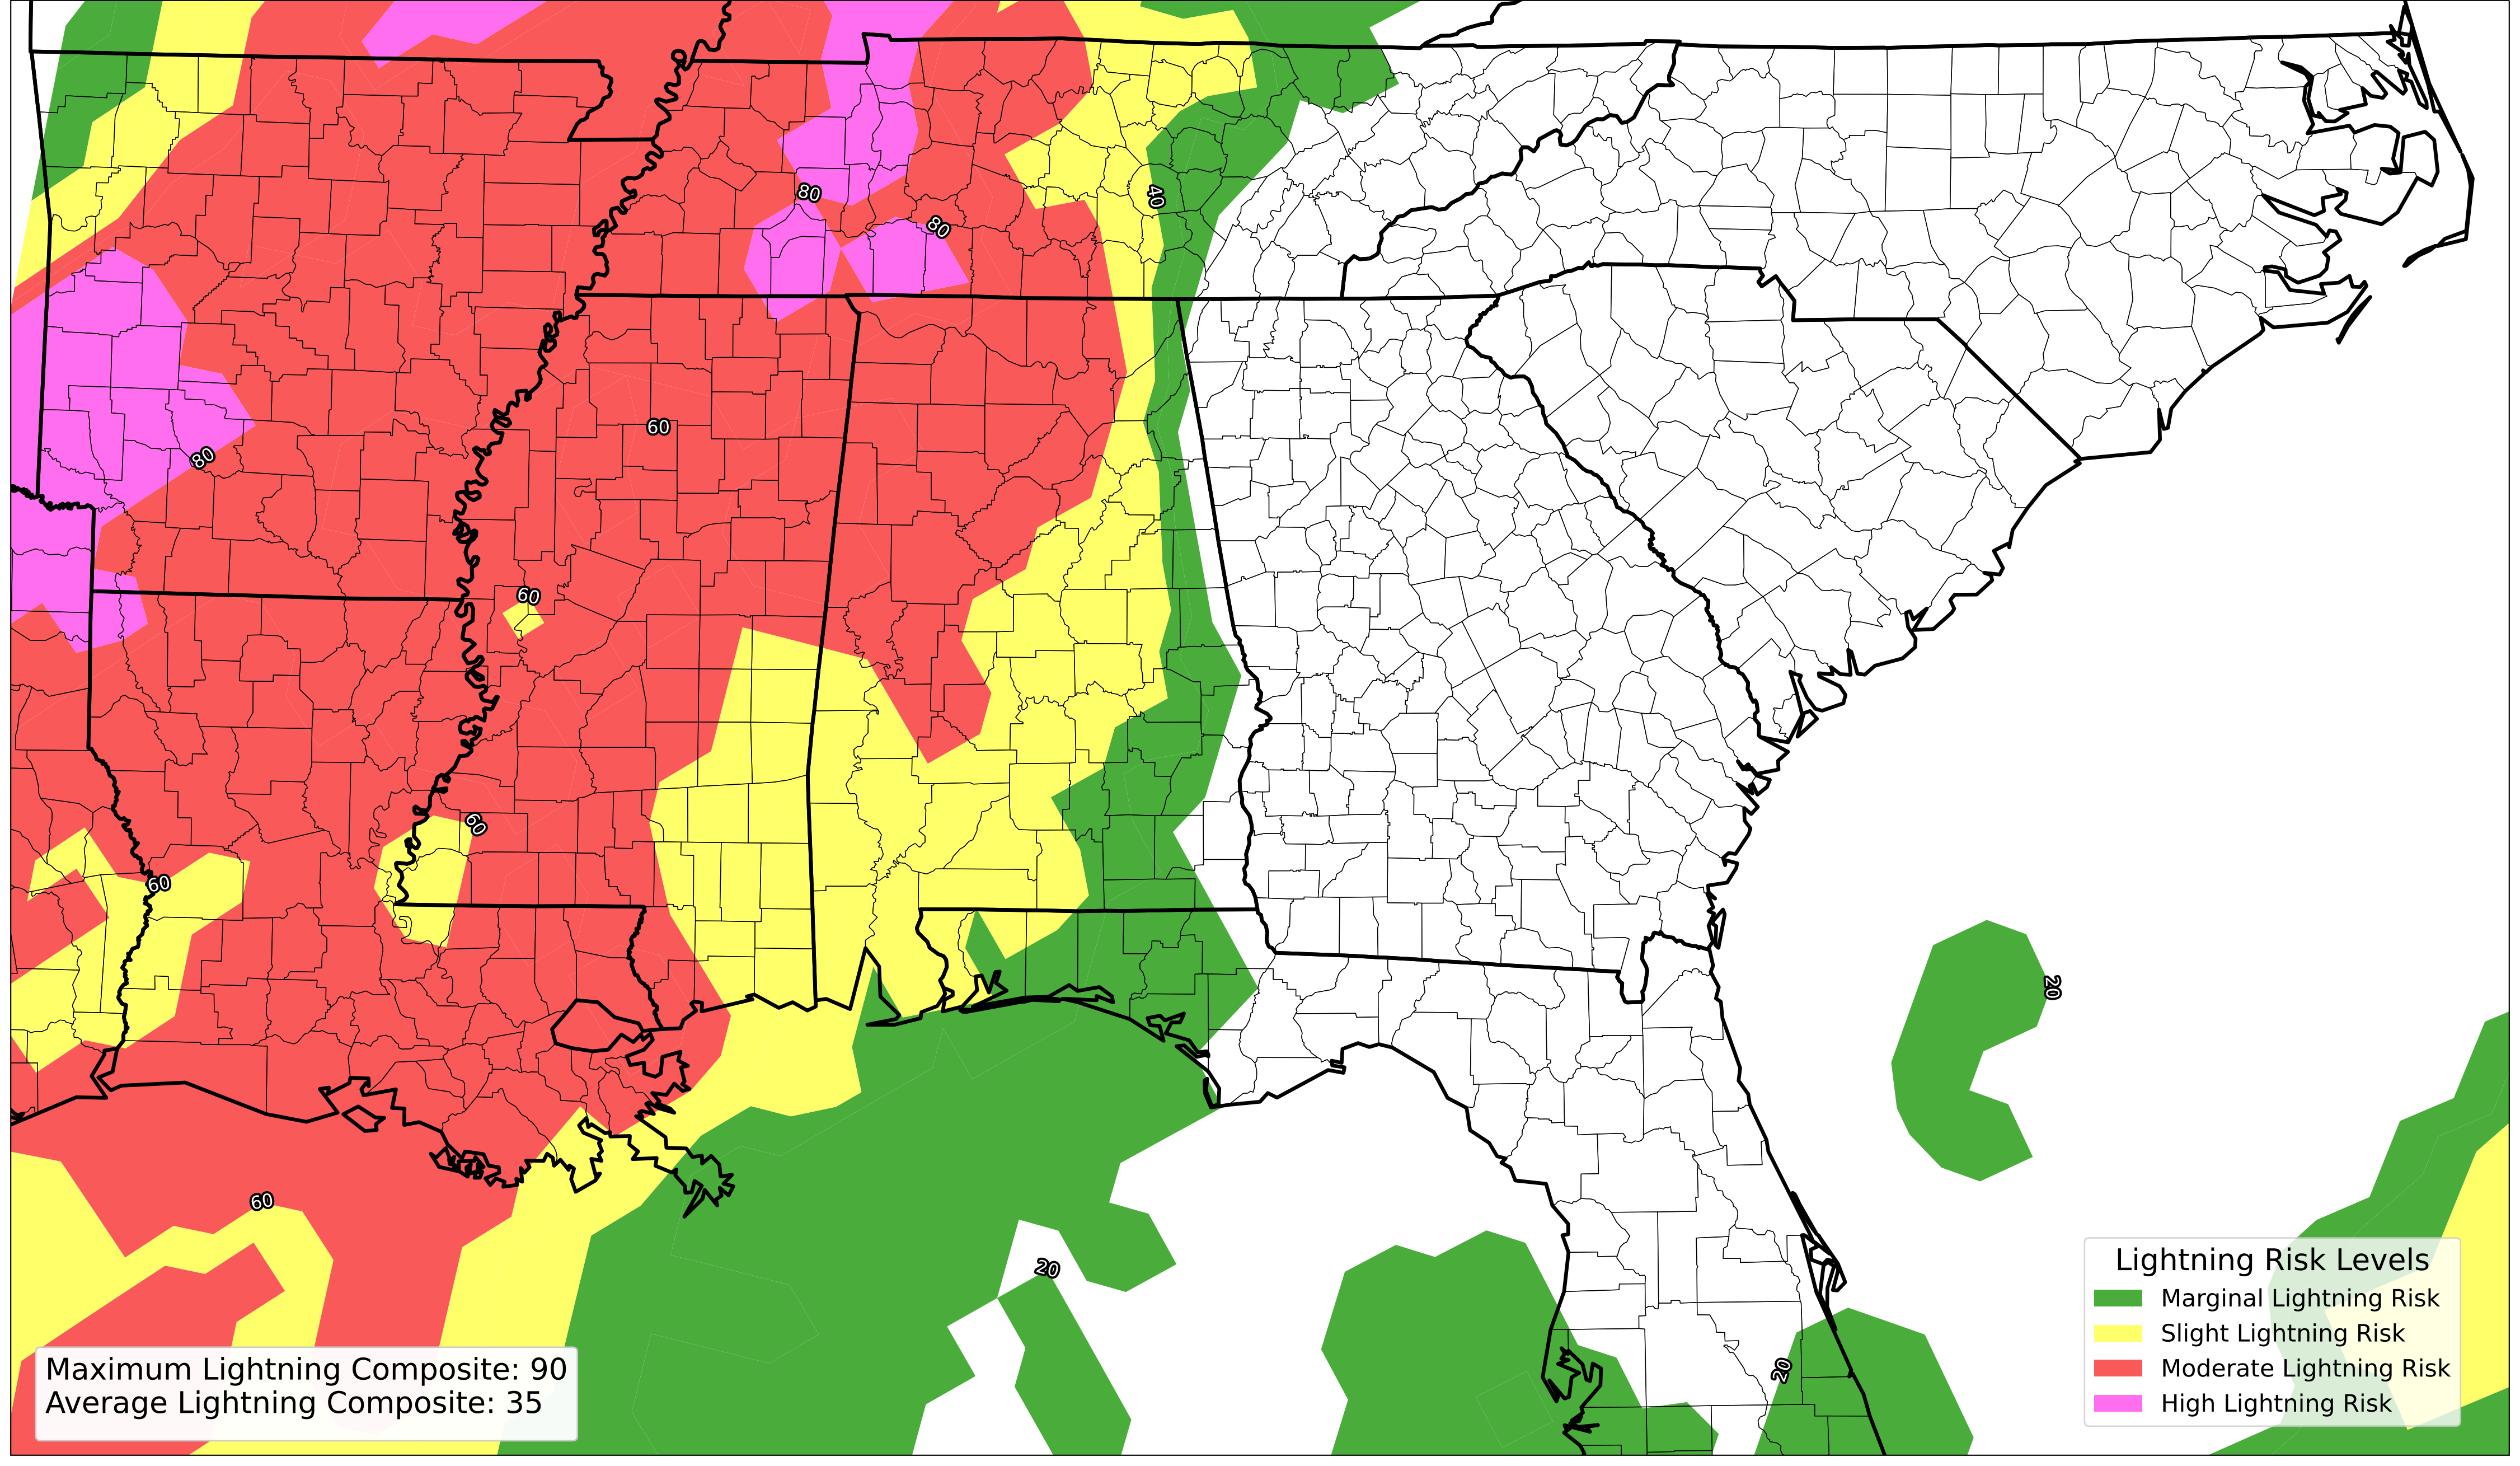 80
80
40
80
60
60
60
60
20
60
20
20
Lightning Risk Levels
Marginal Lightning Risk
Slight Lightning Risk
Moderate Lightning Risk
High Lightning Risk
Maximum Lightning Composite: 90
Average Lightning Composite: 35